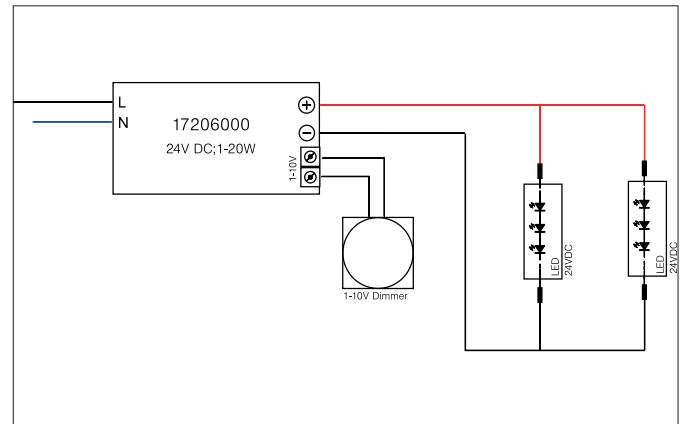 L
N
17206000
24V DC;1-20W
1-10V
1-10V Dimmer
LED
24VDC
LED
24VDC